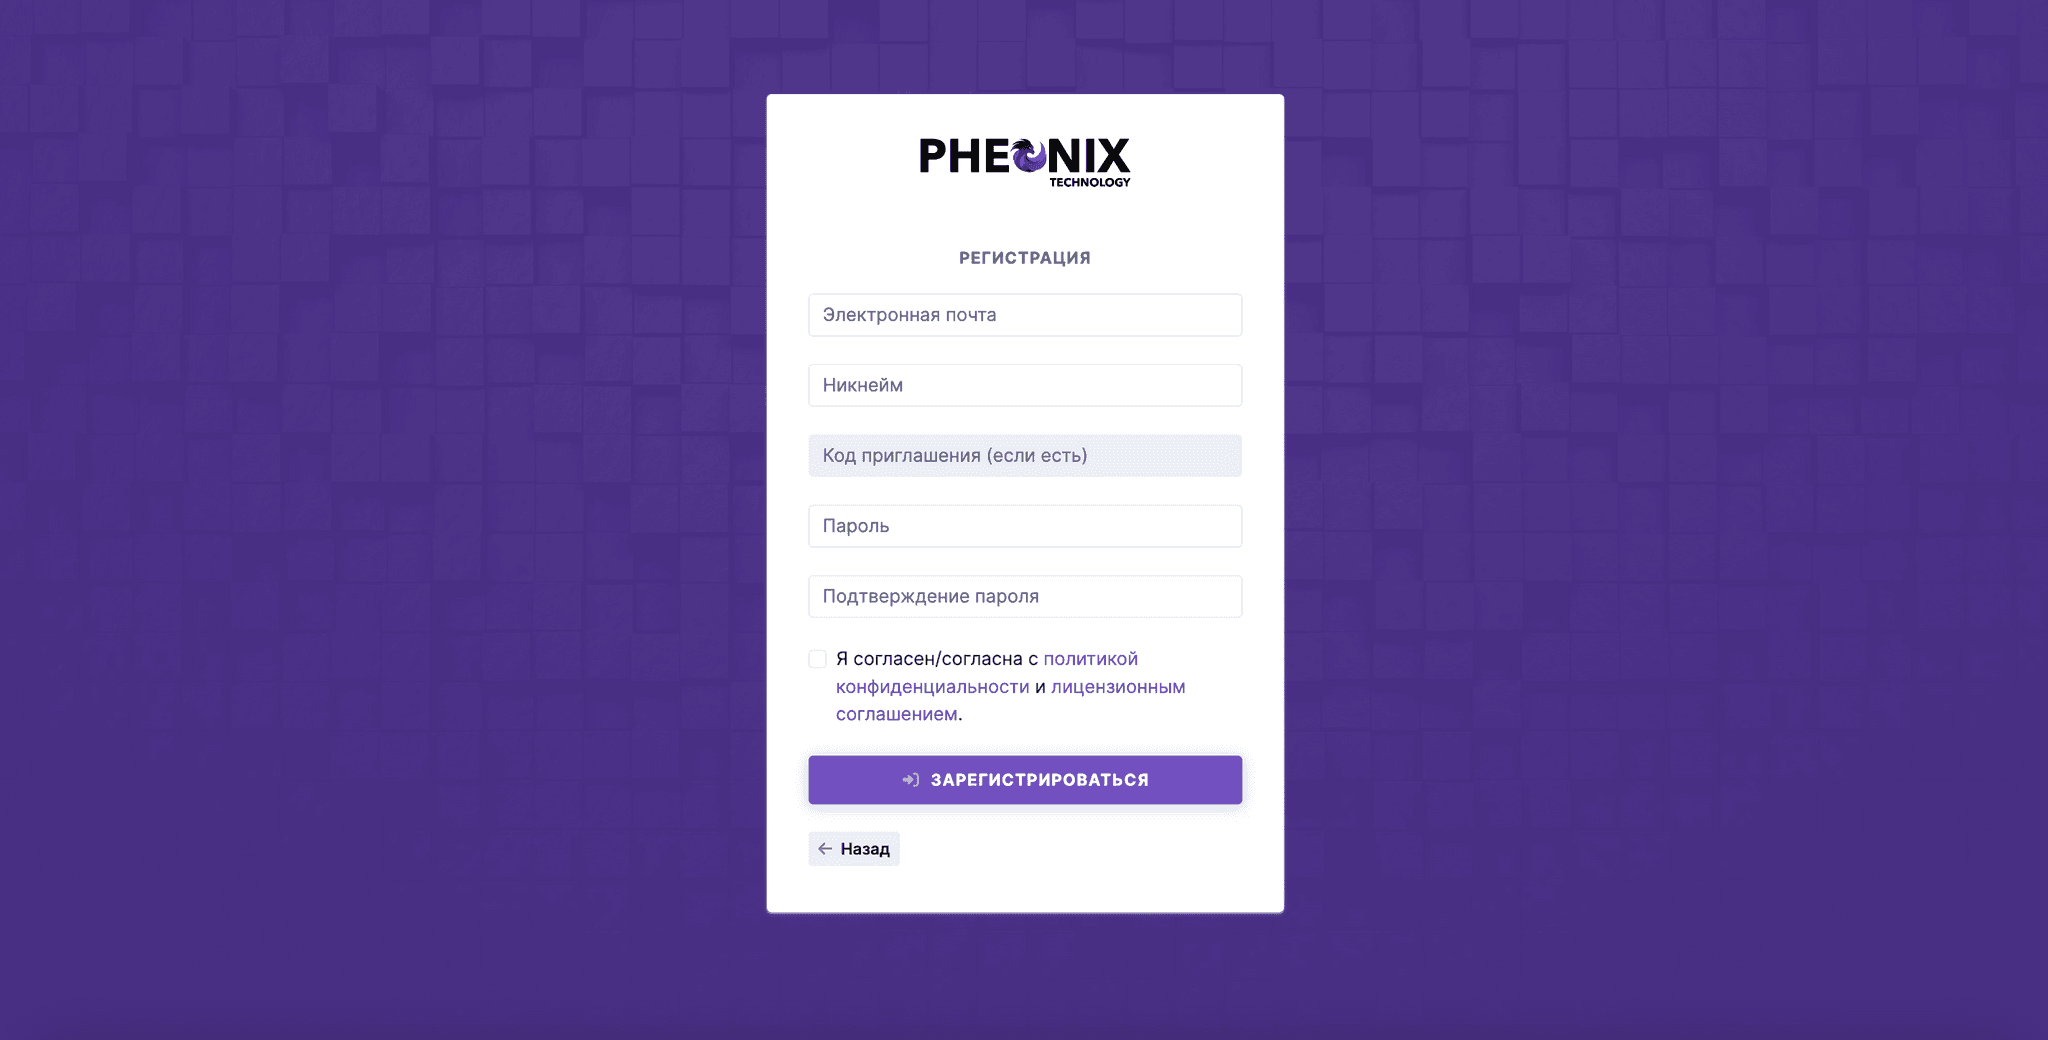 PHEONIX
TECHNOLOGY
РЕГИСТРАЦИЯ
Электронная почта
Никнейм
Код приглашения (если есть)
Пароль
Подтверждение пароля
Я согласен/согласна с политикой
конфиденциальности и лицензионным
соглашением.
ЗАРЕГИСТРИРОВАТЬСЯ
Назад